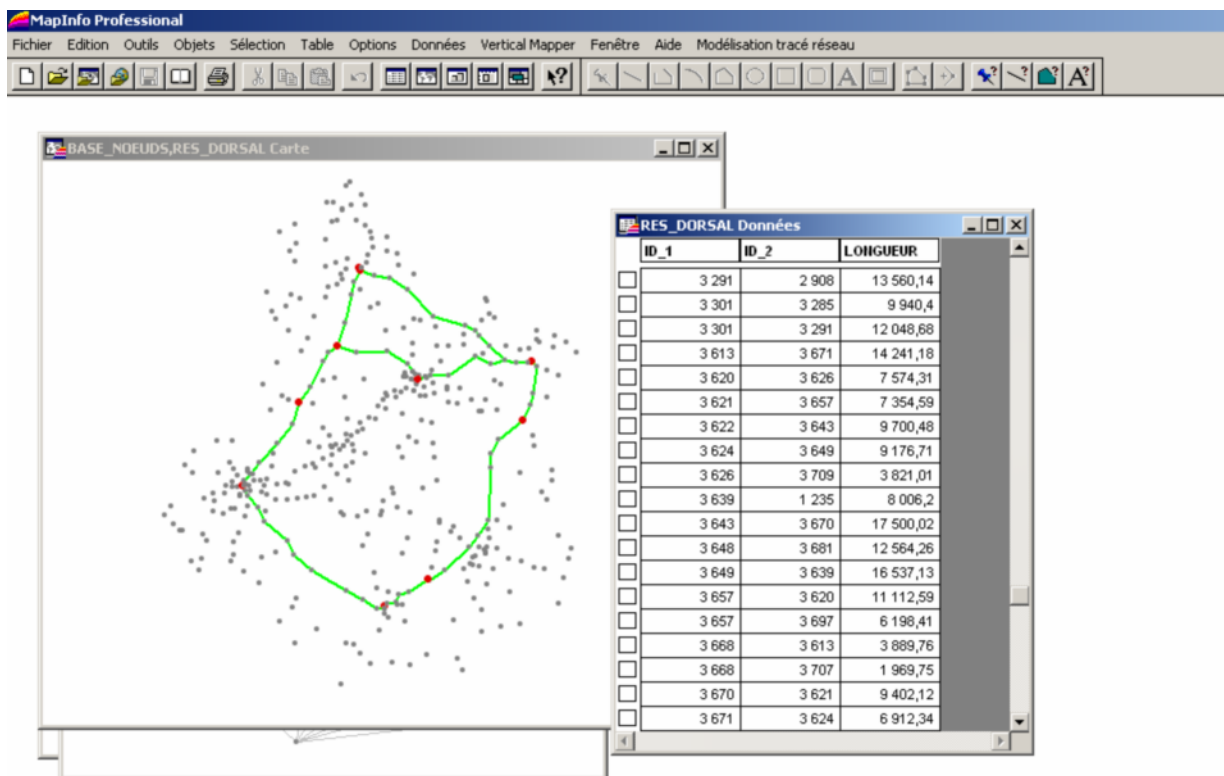 MapInfo Professional
Fichier Edition Outils Objets Sélection Table Options Données Vertical Mapper Fenêtre Aide Modélisation tracé réseau
BASE_NOEUDS,RES_DORSAL Carte
RES_DORSAL Données
ID_1 ID_2 LONGUEUR
3 291 2 908 13 560,14
3 301 3 285 9 940,4
3 301 3 291 12 048,68
3 613 3 671 14 241,18
3 620 3 626 7 574,31
3 621 3 657 7 354,59
3 622 3 643 9 700,48
3 624 3 649 9 176,71
3 626 3 709 3 821,01
3 639 1 235 8 006,2
3 643 3 670 17 500,02
3 648 3 681 12 564,26
3 649 3 639 16 537,13
3 657 3 620 11 112,59
3 657 3 697 6 198,41
3 668 3 613 3 889,76
3 668 3 707 1 969,75
3 670 3 621 9 402,12
3 671 3 624 6 912,34